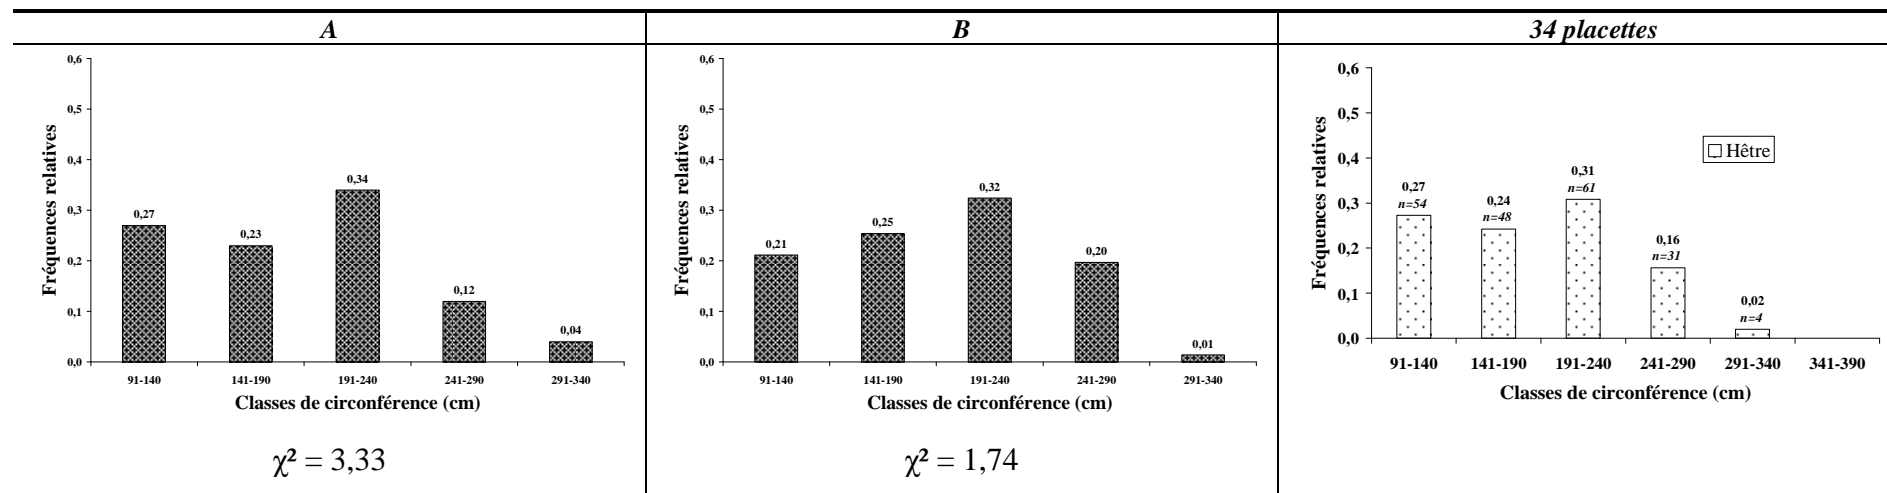 A
B
34 placettes
Fréquences relatives
0,6
0,5
0,4
0,3
0,2
0,1
0,0
0,27
0,23
0,34
0,12
0,04
91-140 141-190 191-240 241-290 291-340
Classes de circonférence (cm)
χ² = 3,33
Fréquences relatives
0,6
0,5
0,4
0,3
0,2
0,1
0,0
0,21
0,25
0,32
0,20
0,01
91-140 141-190 191-240 241-290 291-340
Classes de circonférence (cm)
χ² = 1,74
Fréquences relatives
0,6
0,5
0,4
0,3
0,2
0,1
0,0
Hêtre
0,27
n=54
0,24
n=48
0,31
n=61
0,16
n=31
0,02
n=4
91-140 141-190 191-240 241-290 291-340 341-390
Classes de circonférence (cm)